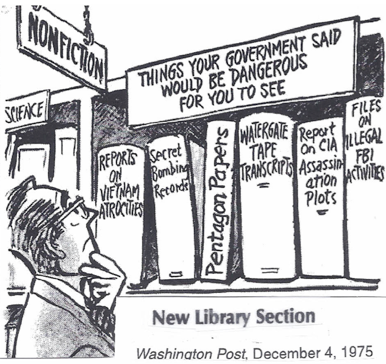 NONFICTION
SCIENCE
THINGS YOUR GOVERNMENT SAID
WOULD BE DANGEROUS
FOR YOU TO SEE
REPORTS
ON
VIETNAM
ATROCITIES
Secret
Bombing
Records
Pentagon Papers
WATERGATE
TAPE
TRANSCRIPTS
Report
On CIA
Assassin-
ation
Plots
FILES
ON
ILLEGAL
FBI
ACTIVITIES
New Library Section
Washington Post, December 4, 1975